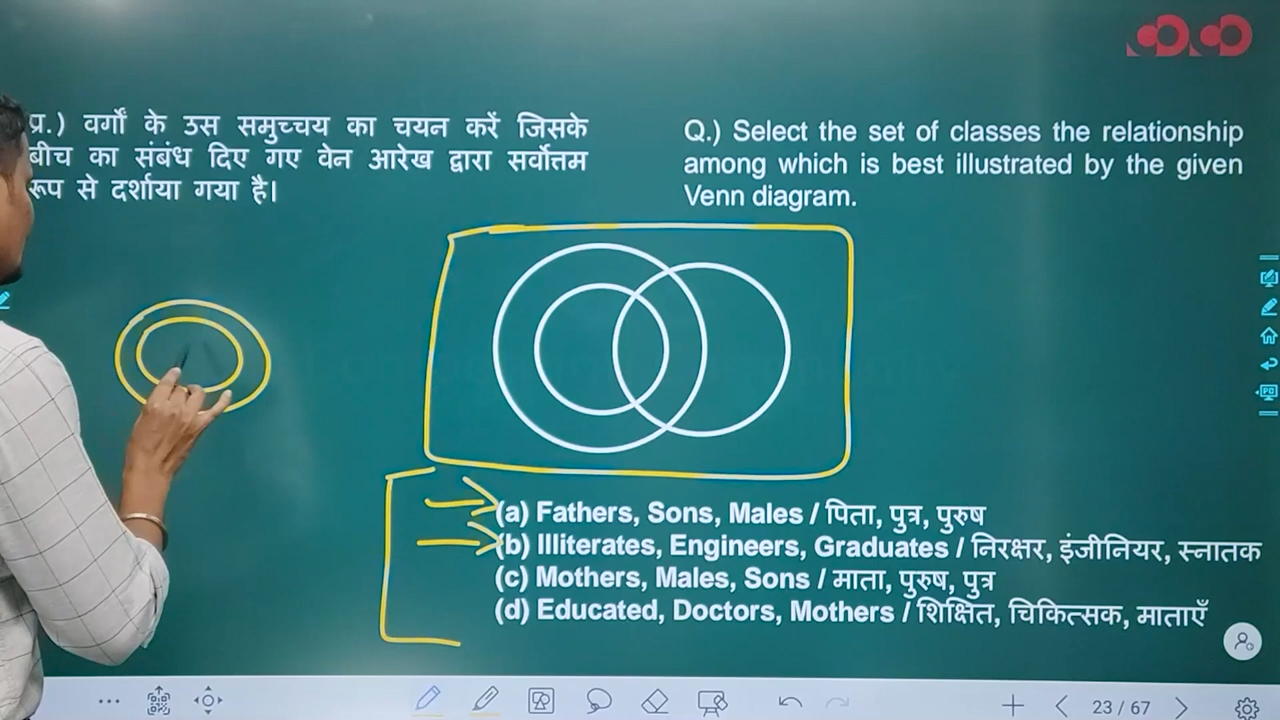 प्र.) वर्गों के उस समुच्चय का चयन करें जिसके
बीच का संबंध दिए गए वेन आरेख द्वारा सर्वोत्तम
रूप से दर्शाया गया है।
Q.) Select the set of classes the relationship
among which is best illustrated by the given
Venn diagram.
(a) Fathers, Sons, Males / पिता, पुत्र, पुरुष
(b) Illiterates, Engineers, Graduates / निरक्षर, इंजीनियर, स्नातक
(c) Mothers, Males, Sons / माता, पुरुष, पुत्र
(d) Educated, Doctors, Mothers / शिक्षित, चिकित्सक, माताएँ
23 / 67